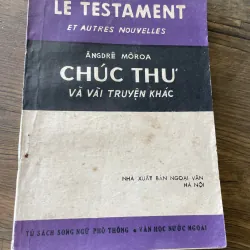 LE TESTAMENT
ET AUTRES NOUVELLES
ĂNGDRÊ MÔROA
CHÚC THƯ
VÀ VÀI TRUYỆN KHÁC
NHÀ XUẤT BẢN NGOẠI VĂN
HÀ NỘI
TỦ SÁCH SONG NGỮ PHỔ THÔNG ★ VĂN HỌC NƯỚC NGOÀI